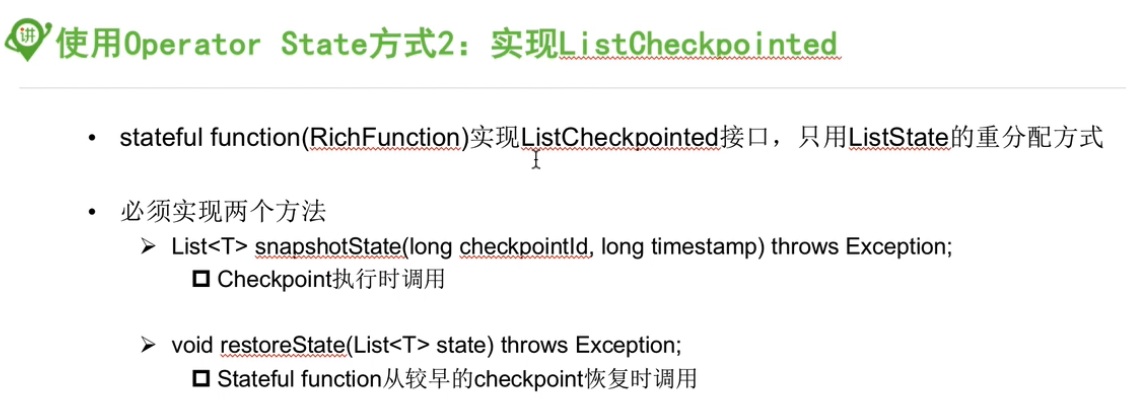 讲
使用Operator State方式2：实现ListCheckpointed
• stateful function(RichFunction)实现ListCheckpointed接口，只用ListState的重分配方式
• 必须实现两个方法
➢ List<T> snapshotState(long checkpointId, long timestamp) throws Exception;
Checkpoint执行时调用
➢ void restoreState(List<T> state) throws Exception;
Stateful function从较早的checkpoint恢复时调用